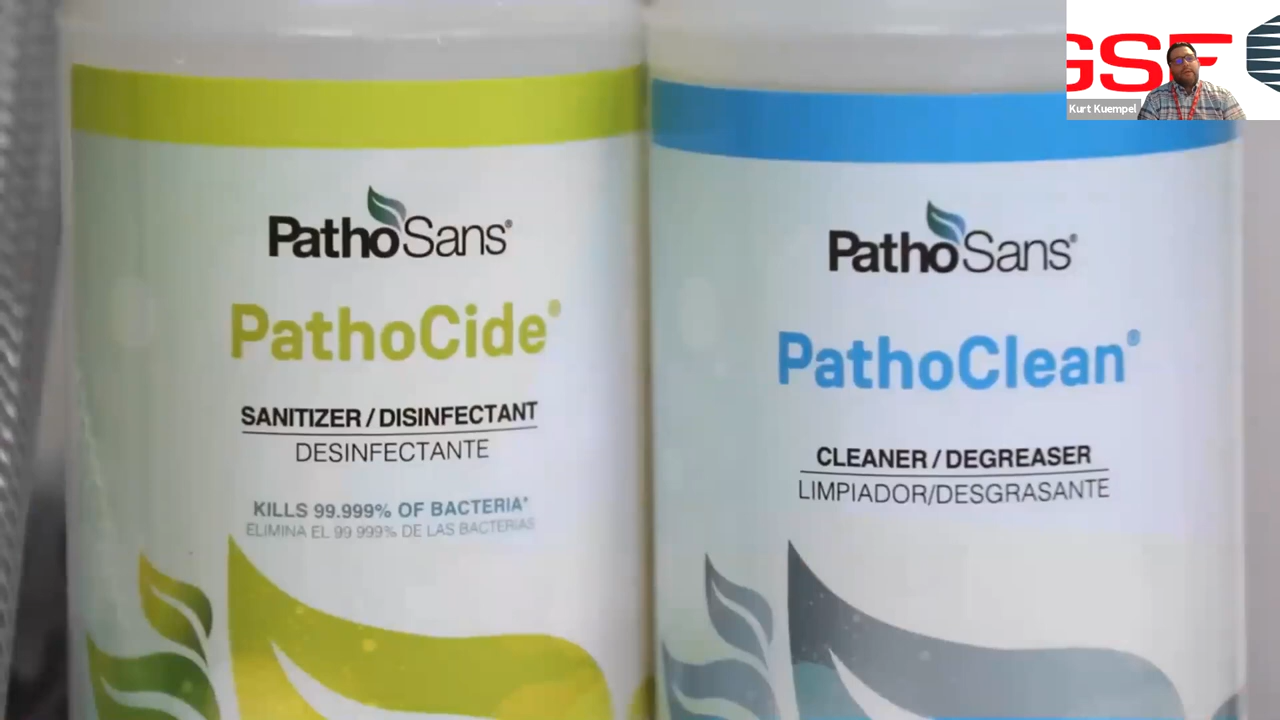 GSF
Kurt Kuempel
PathoSans®
PathoCide®
SANITIZER / DISINFECTANT
DESINFECTANTE
KILLS 99.999% OF BACTERIA*
ELIMINA EL 99 999% DE LAS BACTERIAS
PathoSans®
PathoClean®
CLEANER / DEGREASER
LIMPIADOR/DESGRASANTE